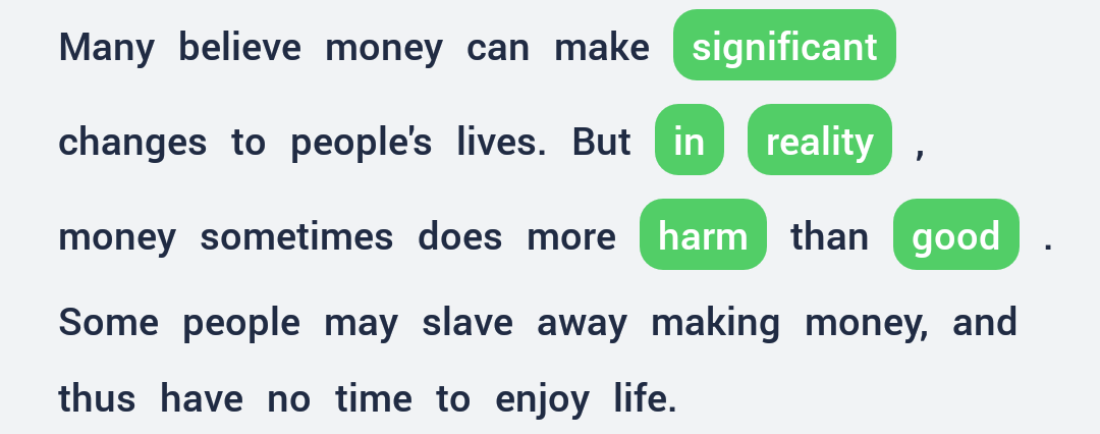 Many believe money can make significant
changes to people's lives. But in reality ,
money sometimes does more harm than good .
Some people may slave away making money, and
thus have no time to enjoy life.